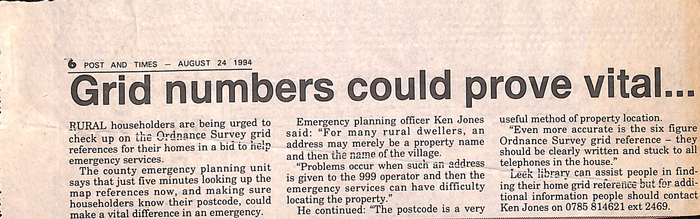 6 POST AND TIMES — AUGUST 24 1994
Grid numbers could prove vital...
RURAL householders are being urged to
check up on the Ordnance Survey grid
references for their homes in a bid to help
emergency services.
The county emergency planning unit
says that just five minutes looking up the
map references now, and making sure
householders know their postcode, could
make a vital difference in an emergency.
Emergency planning officer Ken Jones
said: “For many rural dwellers, an
address may merely be a property name
and then the name of the village.
“Problems occur when such an address
is given to the 999 operator and then the
emergency services can have difficulty
locating the property.”
He continued: “The postcode is a very
useful method of property location.
“Even more accurate is the six figure
Ordnance Survey grid reference – they
should be clearly written and stuck to all
telephones in the house.”
Leek library can assist people in find-
ing their home grid reference but for addi-
tional information people should contact
Ken Jones on 0785 814621 ext 2469.